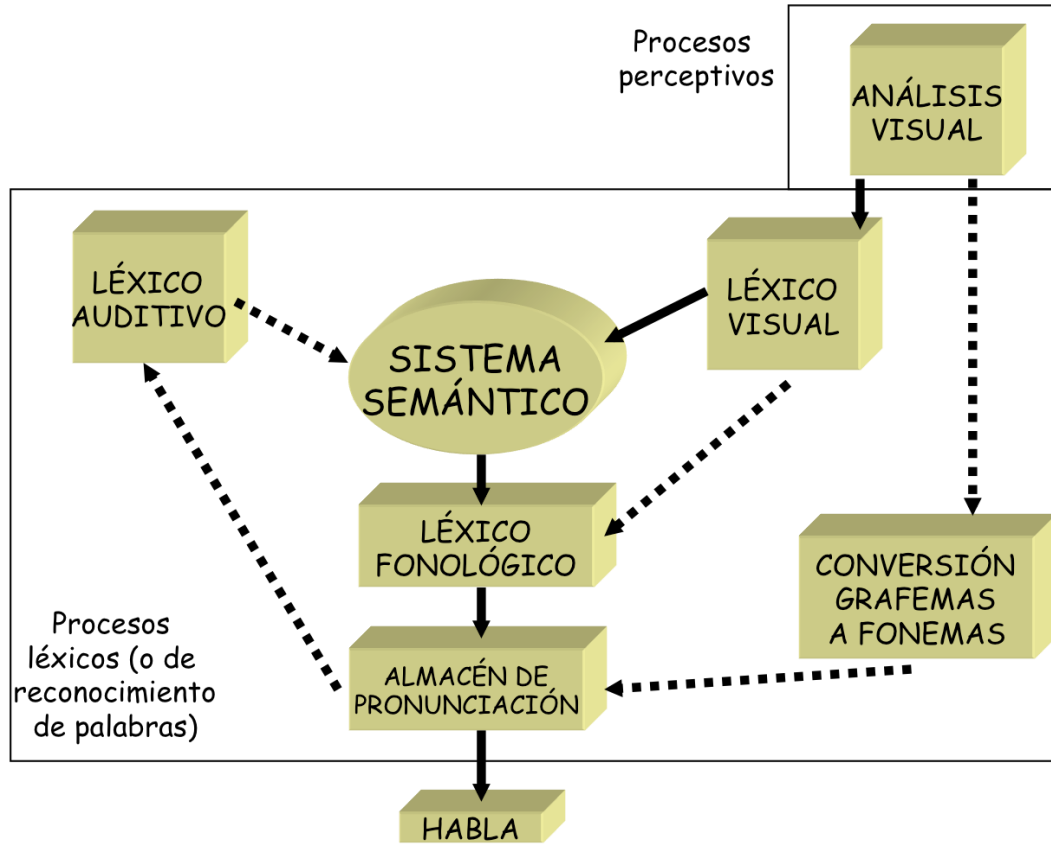 Procesos
perceptivos
ANÁLISIS
VISUAL
LÉXICO
AUDITIVO
LÉXICO
VISUAL
SISTEMA
SEMÁNTICO
LÉXICO
FONOLÓGICO
CONVERSIÓN
GRAFEMAS
A FONEMAS
Procesos
léxicos (o de
reconocimiento
de palabras)
ALMACÉN DE
PRONUNCIACIÓN
HABLA